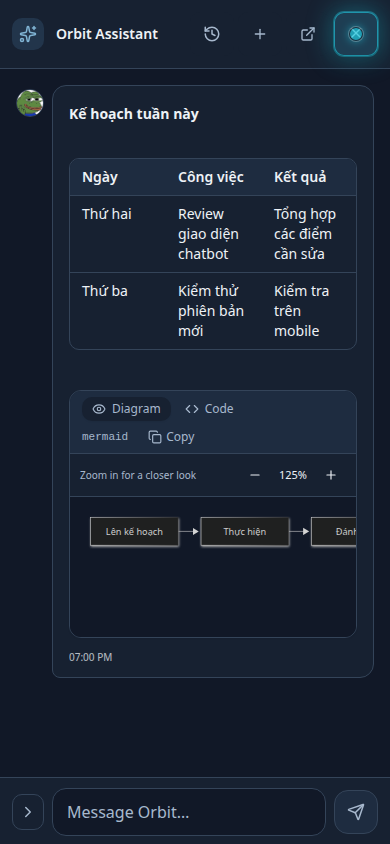 Orbit Assistant
Kế hoạch tuần này
Ngày Công việc Kết quả
Thứ hai Review giao diện chatbot Tổng hợp các điểm cần sửa
Thứ ba Kiểm thử phiên bản mới Kiểm tra trên mobile
Diagram Code
mermaid Copy
Zoom in for a closer look 125%
Lên kế hoạch Thực hiện Đánh
07:00 PM
Message Orbit...